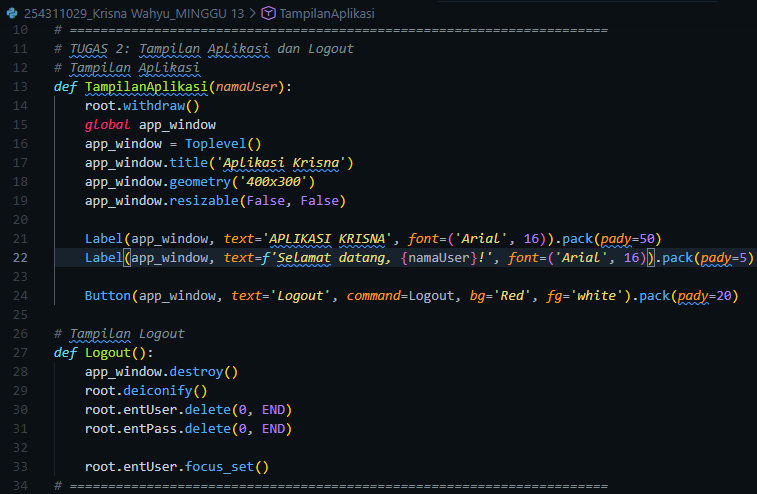 254311029_Krisna Wahyu_MINGGU 13 > TampilanAplikasi
10 # ======================================================================
11 # TUGAS 2: Tampilan Aplikasi dan Logout
12 # Tampilan Aplikasi
13 def TampilanAplikasi(namaUser):
14     root.withdraw()
15     global app_window
16     app_window = Toplevel()
17     app_window.title('Aplikasi Krisna')
18     app_window.geometry('400x300')
19     app_window.resizable(False, False)
20
21     Label(app_window, text='APLIKASI KRISNA', font=('Arial', 16)).pack(pady=50)
22     Label(app_window, text=f'Selamat datang, {namaUser}!', font=('Arial', 16)).pack(pady=5)
23
24     Button(app_window, text='Logout', command=Logout, bg='Red', fg='white').pack(pady=20)
25
26 # Tampilan Logout
27 def Logout():
28     app_window.destroy()
29     root.deiconify()
30     root.entUser.delete(0, END)
31     root.entPass.delete(0, END)
32
33     root.entUser.focus_set()
34 # ======================================================================